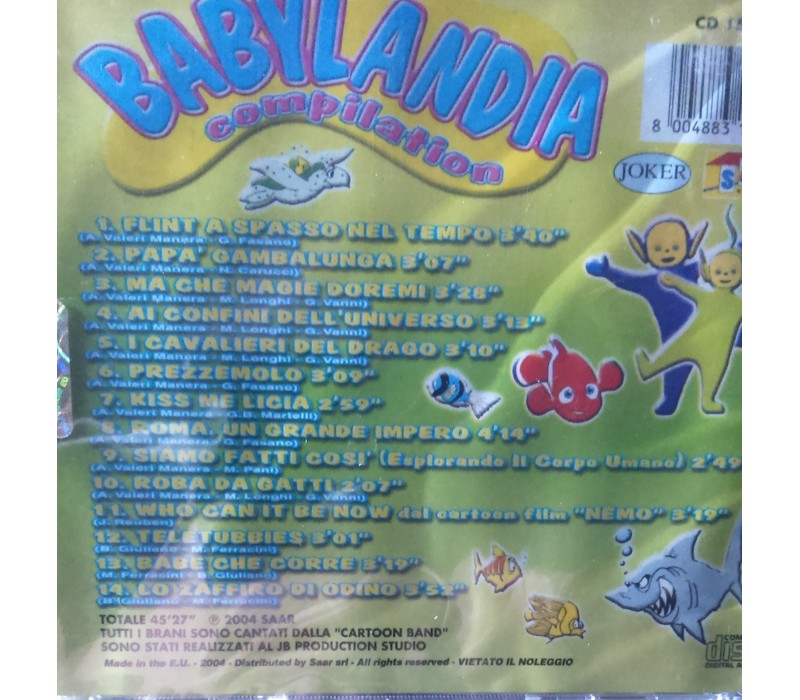 BABYLANDIA
compilation
CD 15
8 004883
JOKER
1. FLINT A SPASSO NEL TEMPO 3'40"
(A. Valeri Manera - G. Fasano)
2. PAPA' GAMBALUNGA 3'07"
(A. Valeri Manera - N. Carucci)
3. MA CHE MAGIE DOREMI 3'28"
(A. Valeri Manera - M. Longhi - G. Vanni)
4. AI CONFINI DELL'UNIVERSO 3'13"
(A. Valeri Manera - M. Longhi - G. Vanni)
5. I CAVALIERI DEL DRAGO 3'10"
(A. Valeri Manera - M. Longhi - G. Vanni)
6. PREZZEMOLO 3'09"
(A. Valeri Manera - G. Fasano)
7. KISS ME LICIA 2'59"
(A. Valeri Manera - G.B. Martelli)
8. ROMA, UN GRANDE IMPERO 4'14"
(A. Valeri Manera - G. Fasano)
9. SIAMO FATTI COSI' (Esplorando Il Corpo Umano) 2'49
(A. Valeri Manera - M. Pani)
10. ROBA DA GATTI 2'07"
(A. Valeri Manera - M. Longhi - G. Vanni)
11. WHO CAN IT BE NOW dal cartoon film "NEMO" 3'19"
(J. Reuben)
12. TELETUBBIES 3'01"
(B. Giuliano - M. Ferracini)
13. BABE CHE CORRE 3'19"
(M. Ferracini - B. Giuliano)
14. LO ZAFFIRO DI ODINO 3'52"
(B. Giuliano - M. Ferracini)
TOTALE 45'27" ℗ 2004 SAAR
TUTTI I BRANI SONO CANTATI DALLA "CARTOON BAND"
SONO STATI REALIZZATI AL JB PRODUCTION STUDIO
Made in the E.U. - 2004 - Distributed by Saar srl - All rights reserved - VIETATO IL NOLEGGIO
COM
dis
DIGITAL A